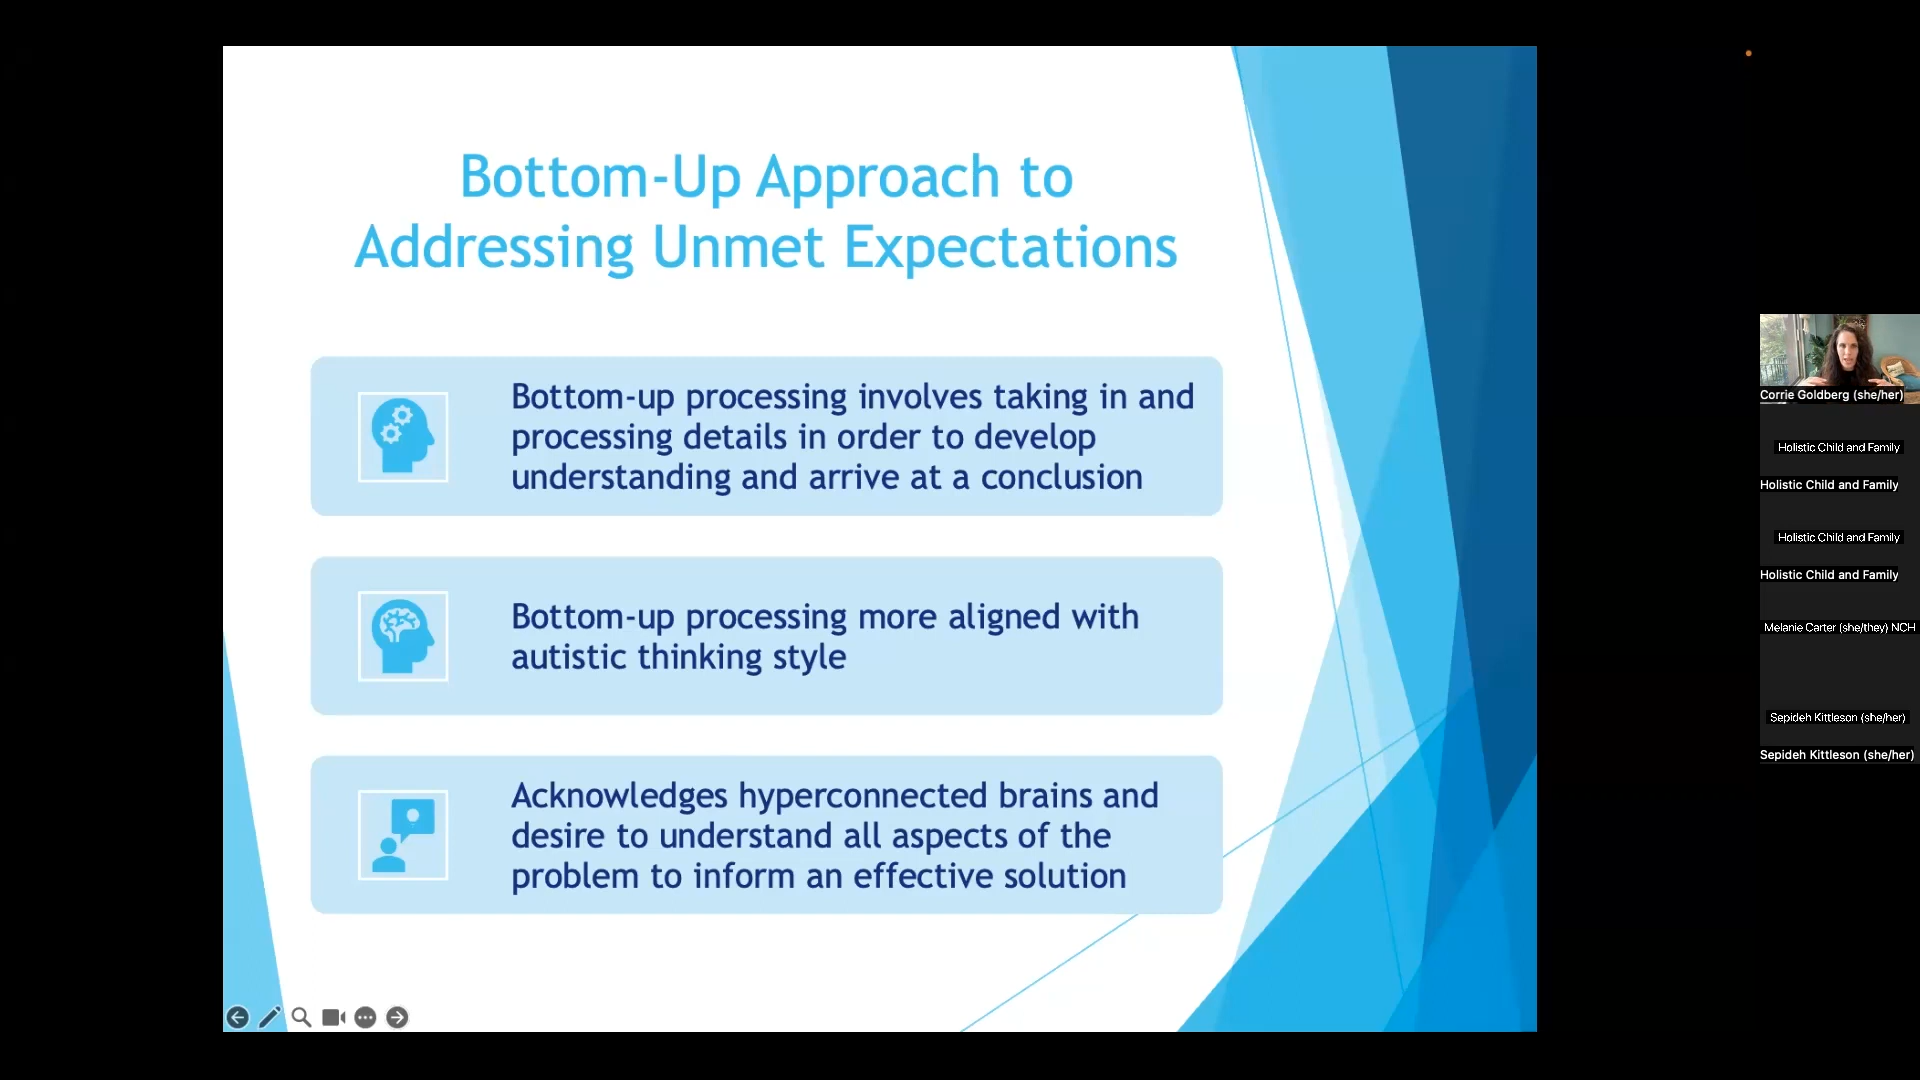 Bottom-Up Approach to
Addressing Unmet Expectations
Bottom-up processing involves taking in and
processing details in order to develop
understanding and arrive at a conclusion
Bottom-up processing more aligned with
autistic thinking style
Acknowledges hyperconnected brains and
desire to understand all aspects of the
problem to inform an effective solution
Corrie Goldberg (she/her)
Holistic Child and Family
Holistic Child and Family
Holistic Child and Family
Holistic Child and Family
Melanie Carter (she/they) NCH
Sepideh Kittleson (she/her)
Sepideh Kittleson (she/her)